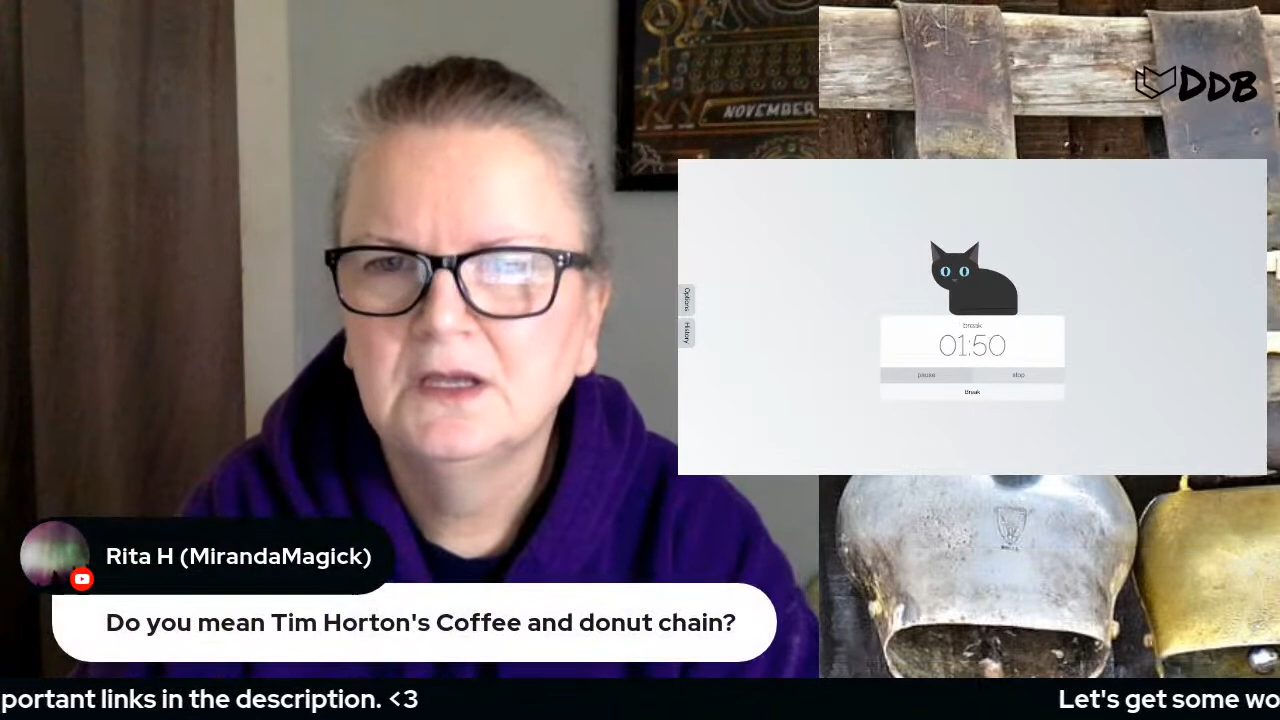 NOVEMBER
DDB
Options
History
Break
01:50
pause
stop
Break
Rita H (MirandaMagick)
Do you mean Tim Horton's Coffee and donut chain?
portant links in the description. <3
Let's get some wo